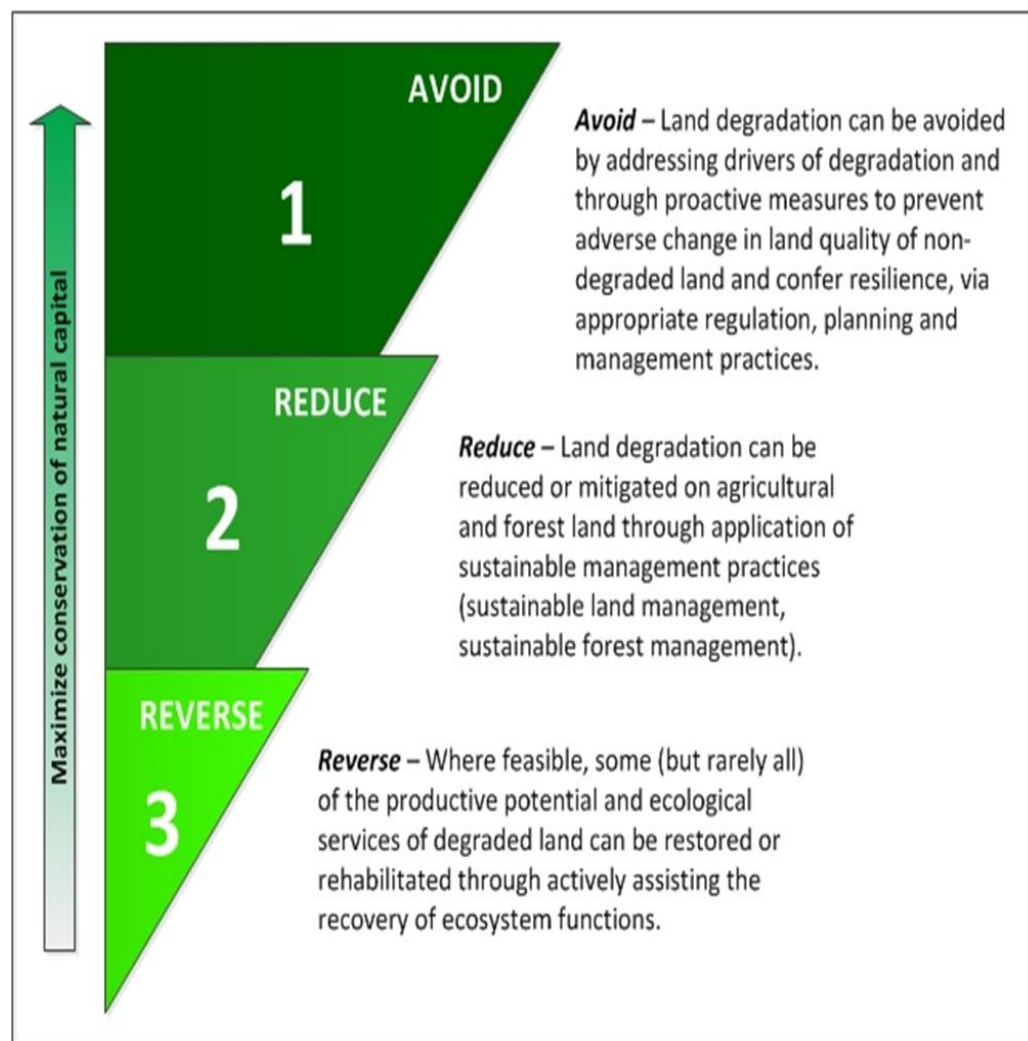 Maximize conservation of natural capital
AVOID
1
Avoid – Land degradation can be avoided
by addressing drivers of degradation and
through proactive measures to prevent
adverse change in land quality of non-
degraded land and confer resilience, via
appropriate regulation, planning and
management practices.
REDUCE
2
Reduce – Land degradation can be
reduced or mitigated on agricultural
and forest land through application of
sustainable management practices
(sustainable land management,
sustainable forest management).
REVERSE
3
Reverse – Where feasible, some (but rarely all)
of the productive potential and ecological
services of degraded land can be restored or
rehabilitated through actively assisting the
recovery of ecosystem functions.